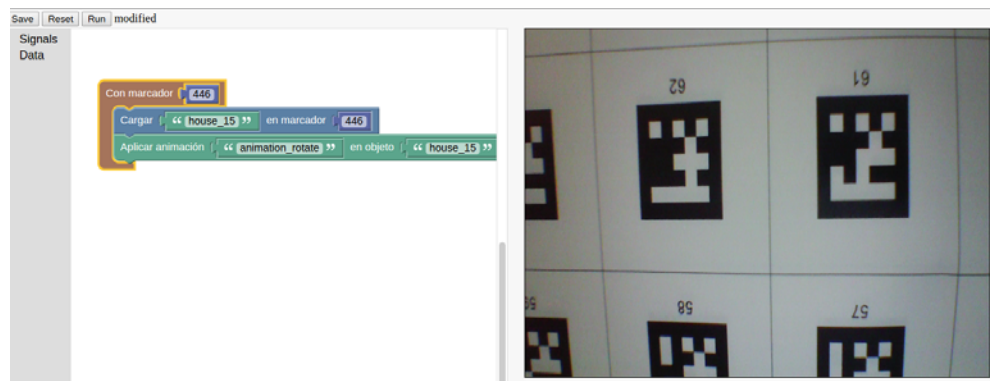 Save Reset Run modified
Signals
Data
Con marcador 446
Cargar “ house_15 ” en marcador 446
Aplicar animación “ animation_rotate ” en objeto “ house_15 ”
62 61
59 58 57